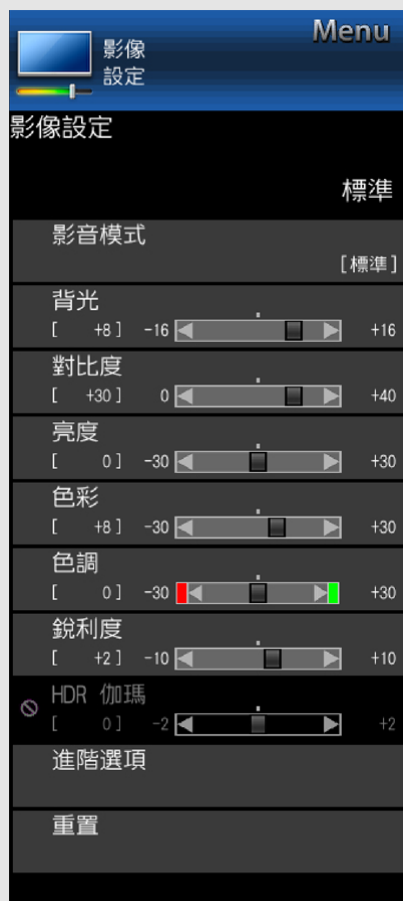 Menu
影像
設定
影像設定
標準
影音模式
[標準]
背光
[ +8] -16 +16
對比度
[ +30] 0 +40
亮度
[ 0] -30 +30
色彩
[ +8] -30 +30
色調
[ 0] -30 +30
銳利度
[ +2] -10 +10
HDR 伽瑪
[ 0] -2 +2
進階選項
重置